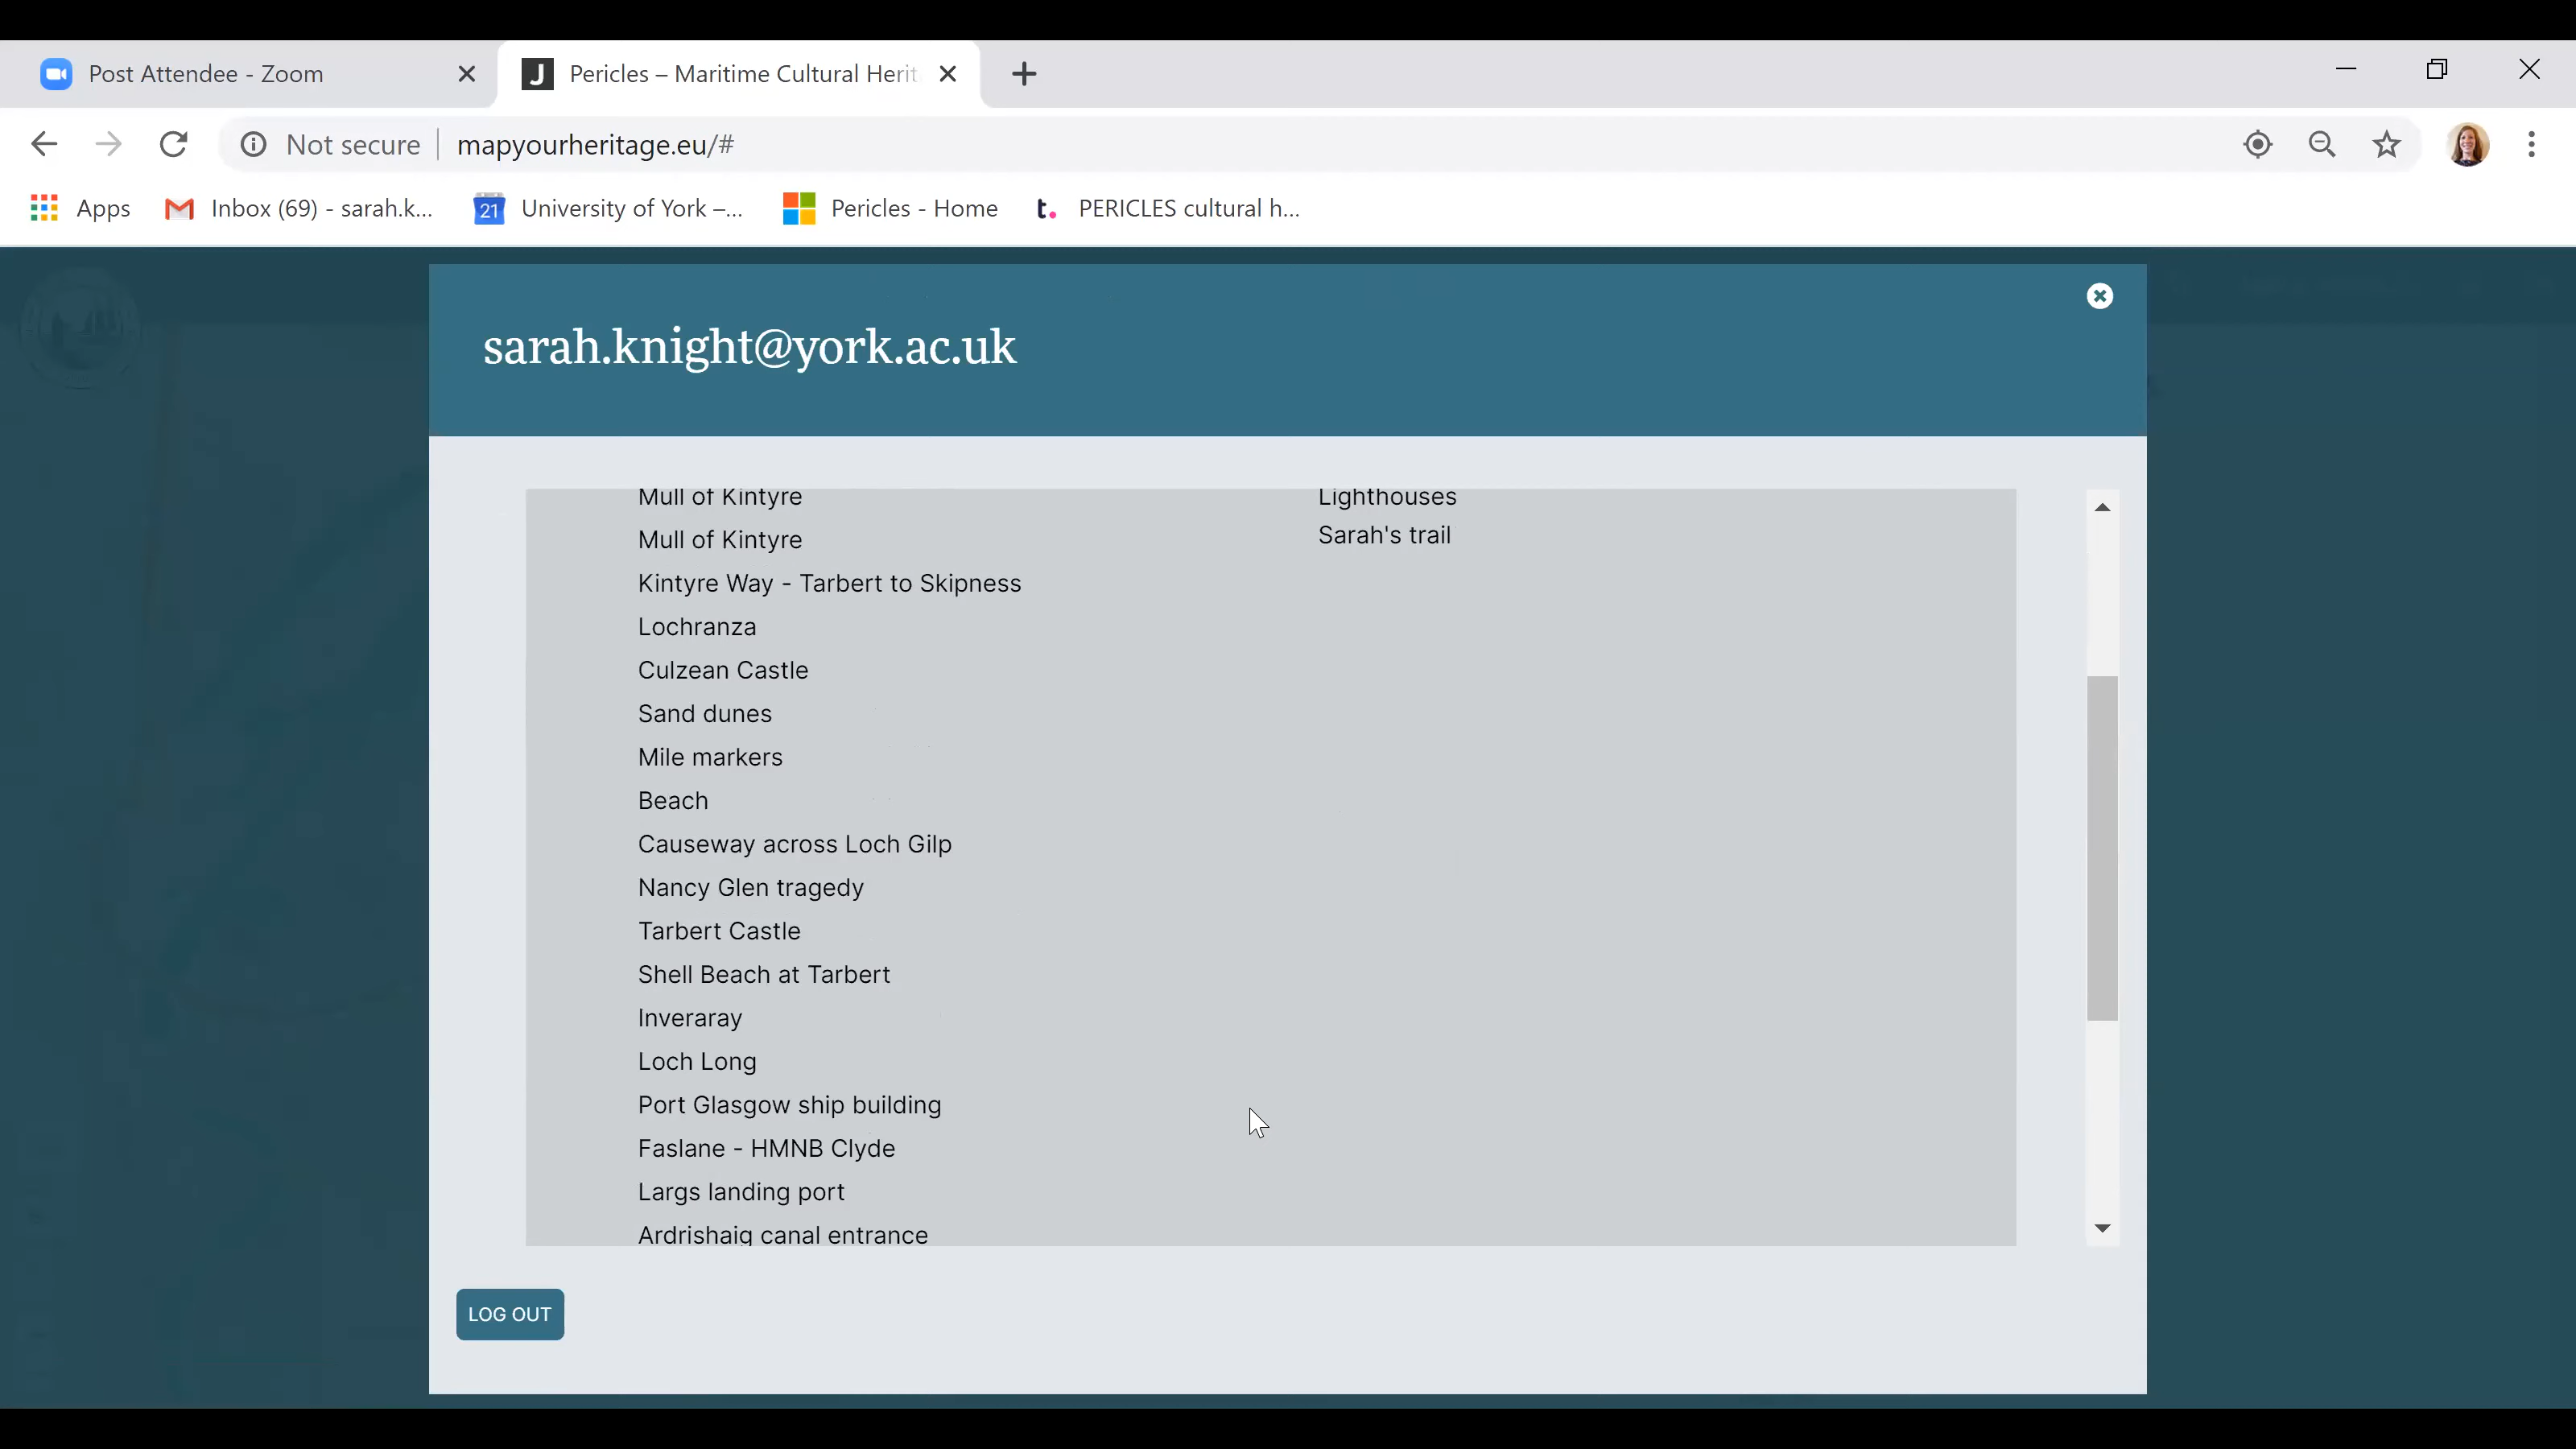 Post Attendee - Zoom
Pericles – Maritime Cultural Herit
Not secure
mapyourheritage.eu/#
Apps
Inbox (69) - sarah.k...
21
University of York –...
Pericles - Home
t.
PERICLES cultural h...
sarah.knight@york.ac.uk
Mull of Kintyre
Lighthouses
Mull of Kintyre
Sarah's trail
Kintyre Way - Tarbert to Skipness
Lochranza
Culzean Castle
Sand dunes
Mile markers
Beach
Causeway across Loch Gilp
Nancy Glen tragedy
Tarbert Castle
Shell Beach at Tarbert
Inveraray
Loch Long
Port Glasgow ship building
Faslane - HMNB Clyde
Largs landing port
Ardrishaig canal entrance
LOG OUT